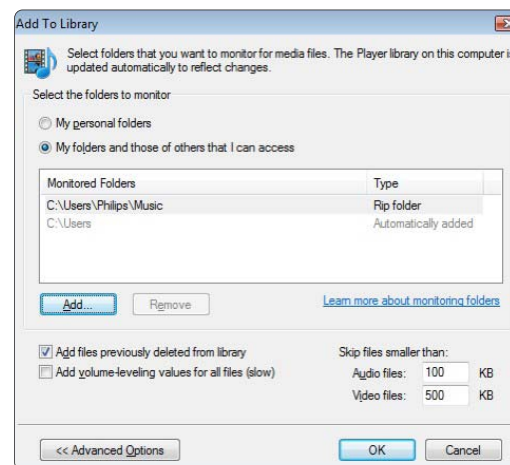 Add To Library
Select folders that you want to monitor for media files. The Player library on this computer
updated automatically to reflect changes.
Select the folders to monitor
My personal folders
My folders and those of others that I can access
Monitored Folders Type
C:\Users\Philips\Music Rip folder
C:\Users Automatically added
Add... Remove Learn more about monitoring folders
Add files previously deleted from library Skip files smaller than:
Add volume-leveling values for all files (slow) Audio files: 100 KB
Video files: 500 KB
<< Advanced Options OK Cancel